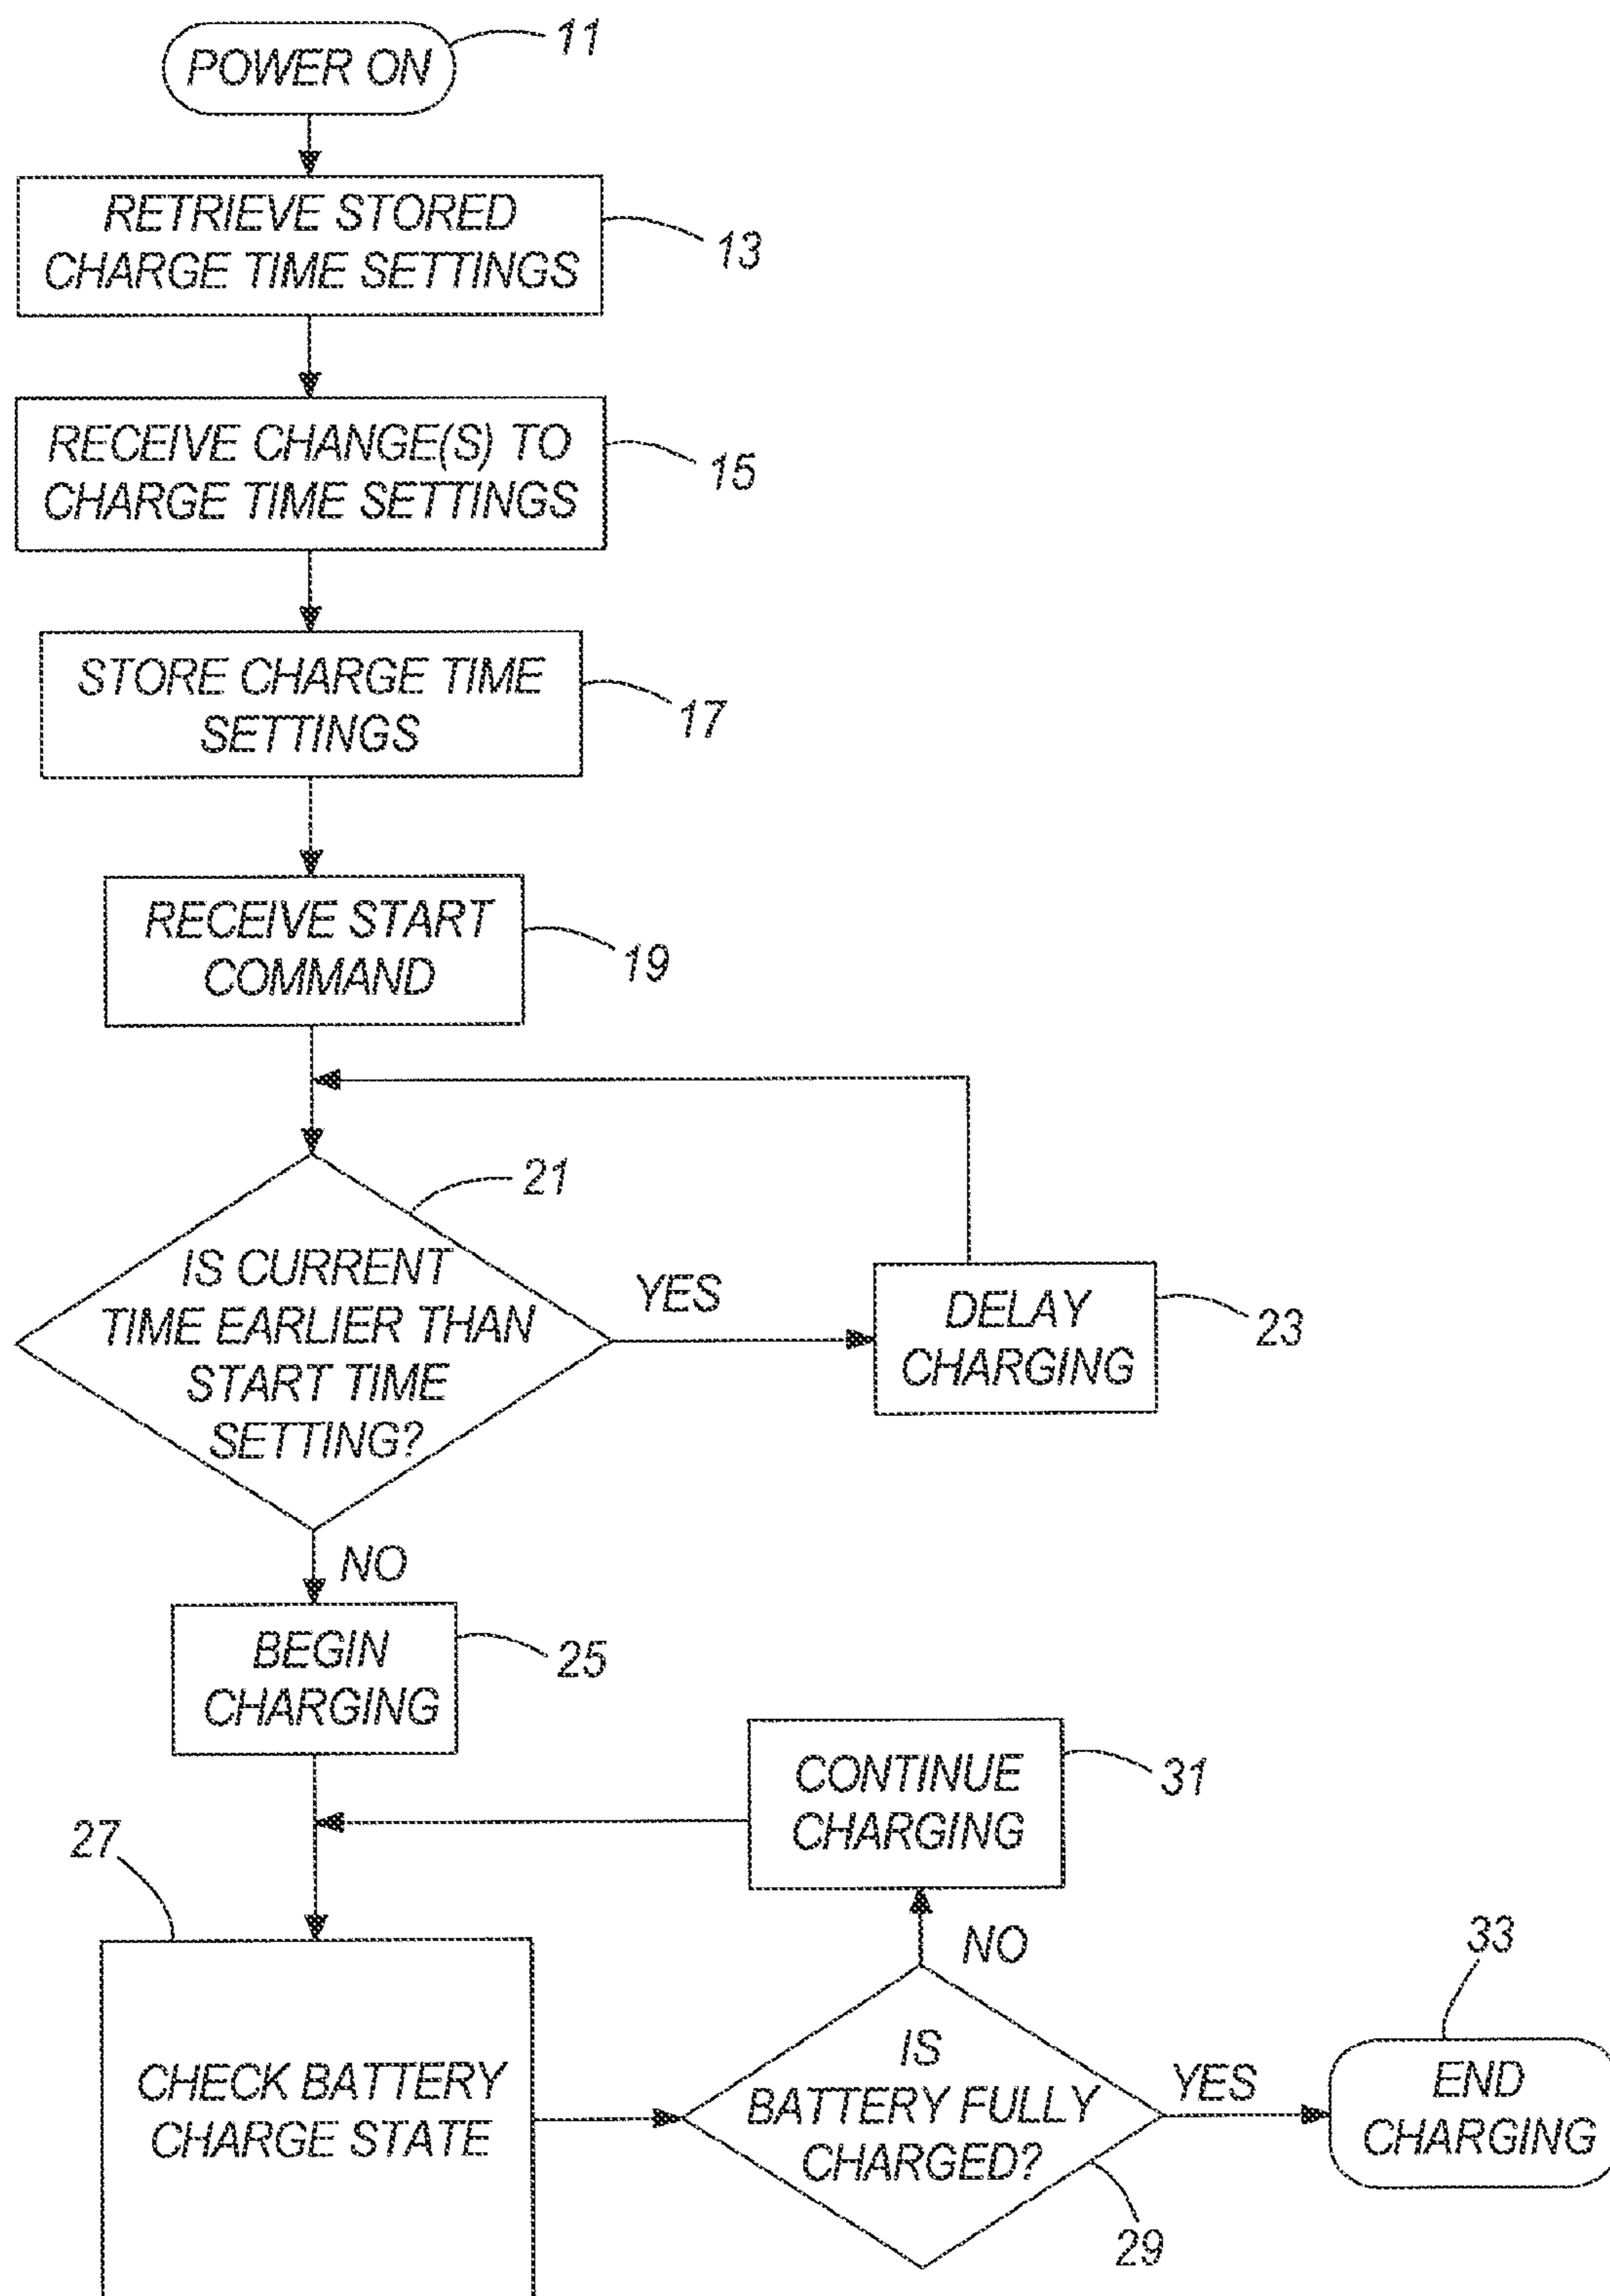 POWER ON
11
RETRIEVE STORED
CHARGE TIME SETTINGS
13
RECEIVE CHANGE(S) TO
CHARGE TIME SETTINGS
15
STORE CHARGE TIME
SETTINGS
17
RECEIVE START
COMMAND
19
21
IS CURRENT
TIME EARLIER THAN
START TIME
SETTING?
YES
DELAY
CHARGING
23
NO
BEGIN
CHARGING
25
CONTINUE
CHARGING
31
27
CHECK BATTERY
CHARGE STATE
NO
IS
BATTERY FULLY
CHARGED?
29
YES
33
END
CHARGING